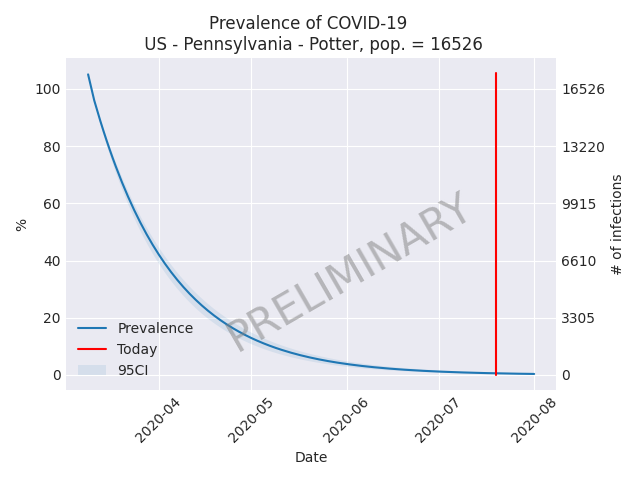 Prevalence of COVID-19
US - Pennsylvania - Potter, pop. = 16526
100
80
60
40
20
0
%
16526
13220
9915
6610
3305
0
# of infections
PRELIMINARY
Prevalence
Today
95CI
2020-04
2020-05
2020-06
2020-07
2020-08
Date